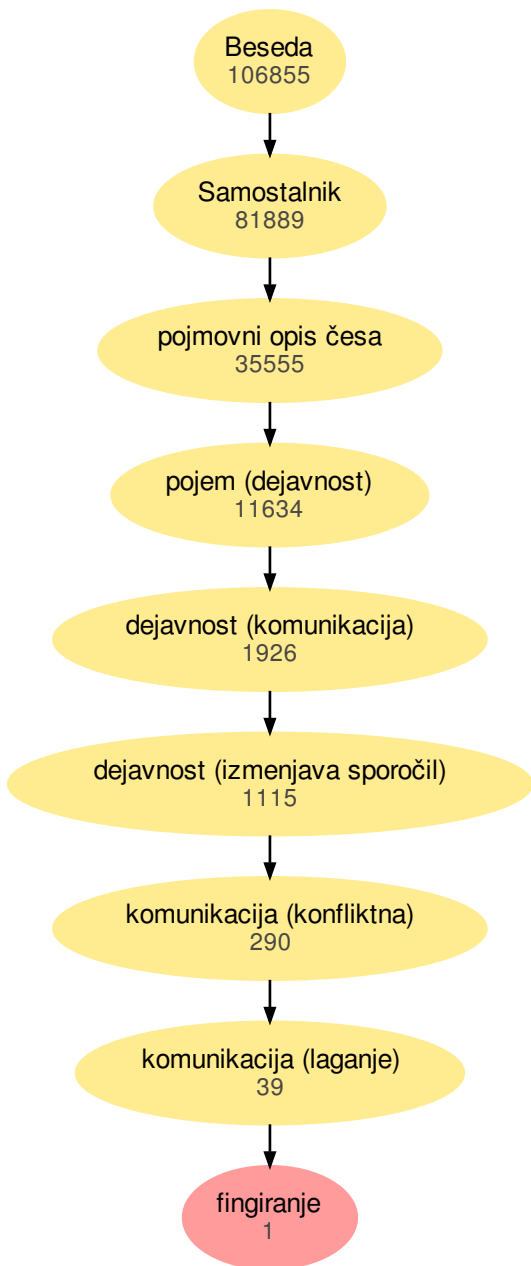 Beseda
106855
Samostalnik
81889
pojmovni opis česa
35555
pojem (dejavnost)
11634
dejavnost (komunikacija)
1926
dejavnost (izmenjava sporočil)
1115
komunikacija (konfliktna)
290
komunikacija (laganje)
39
fingiranje
1